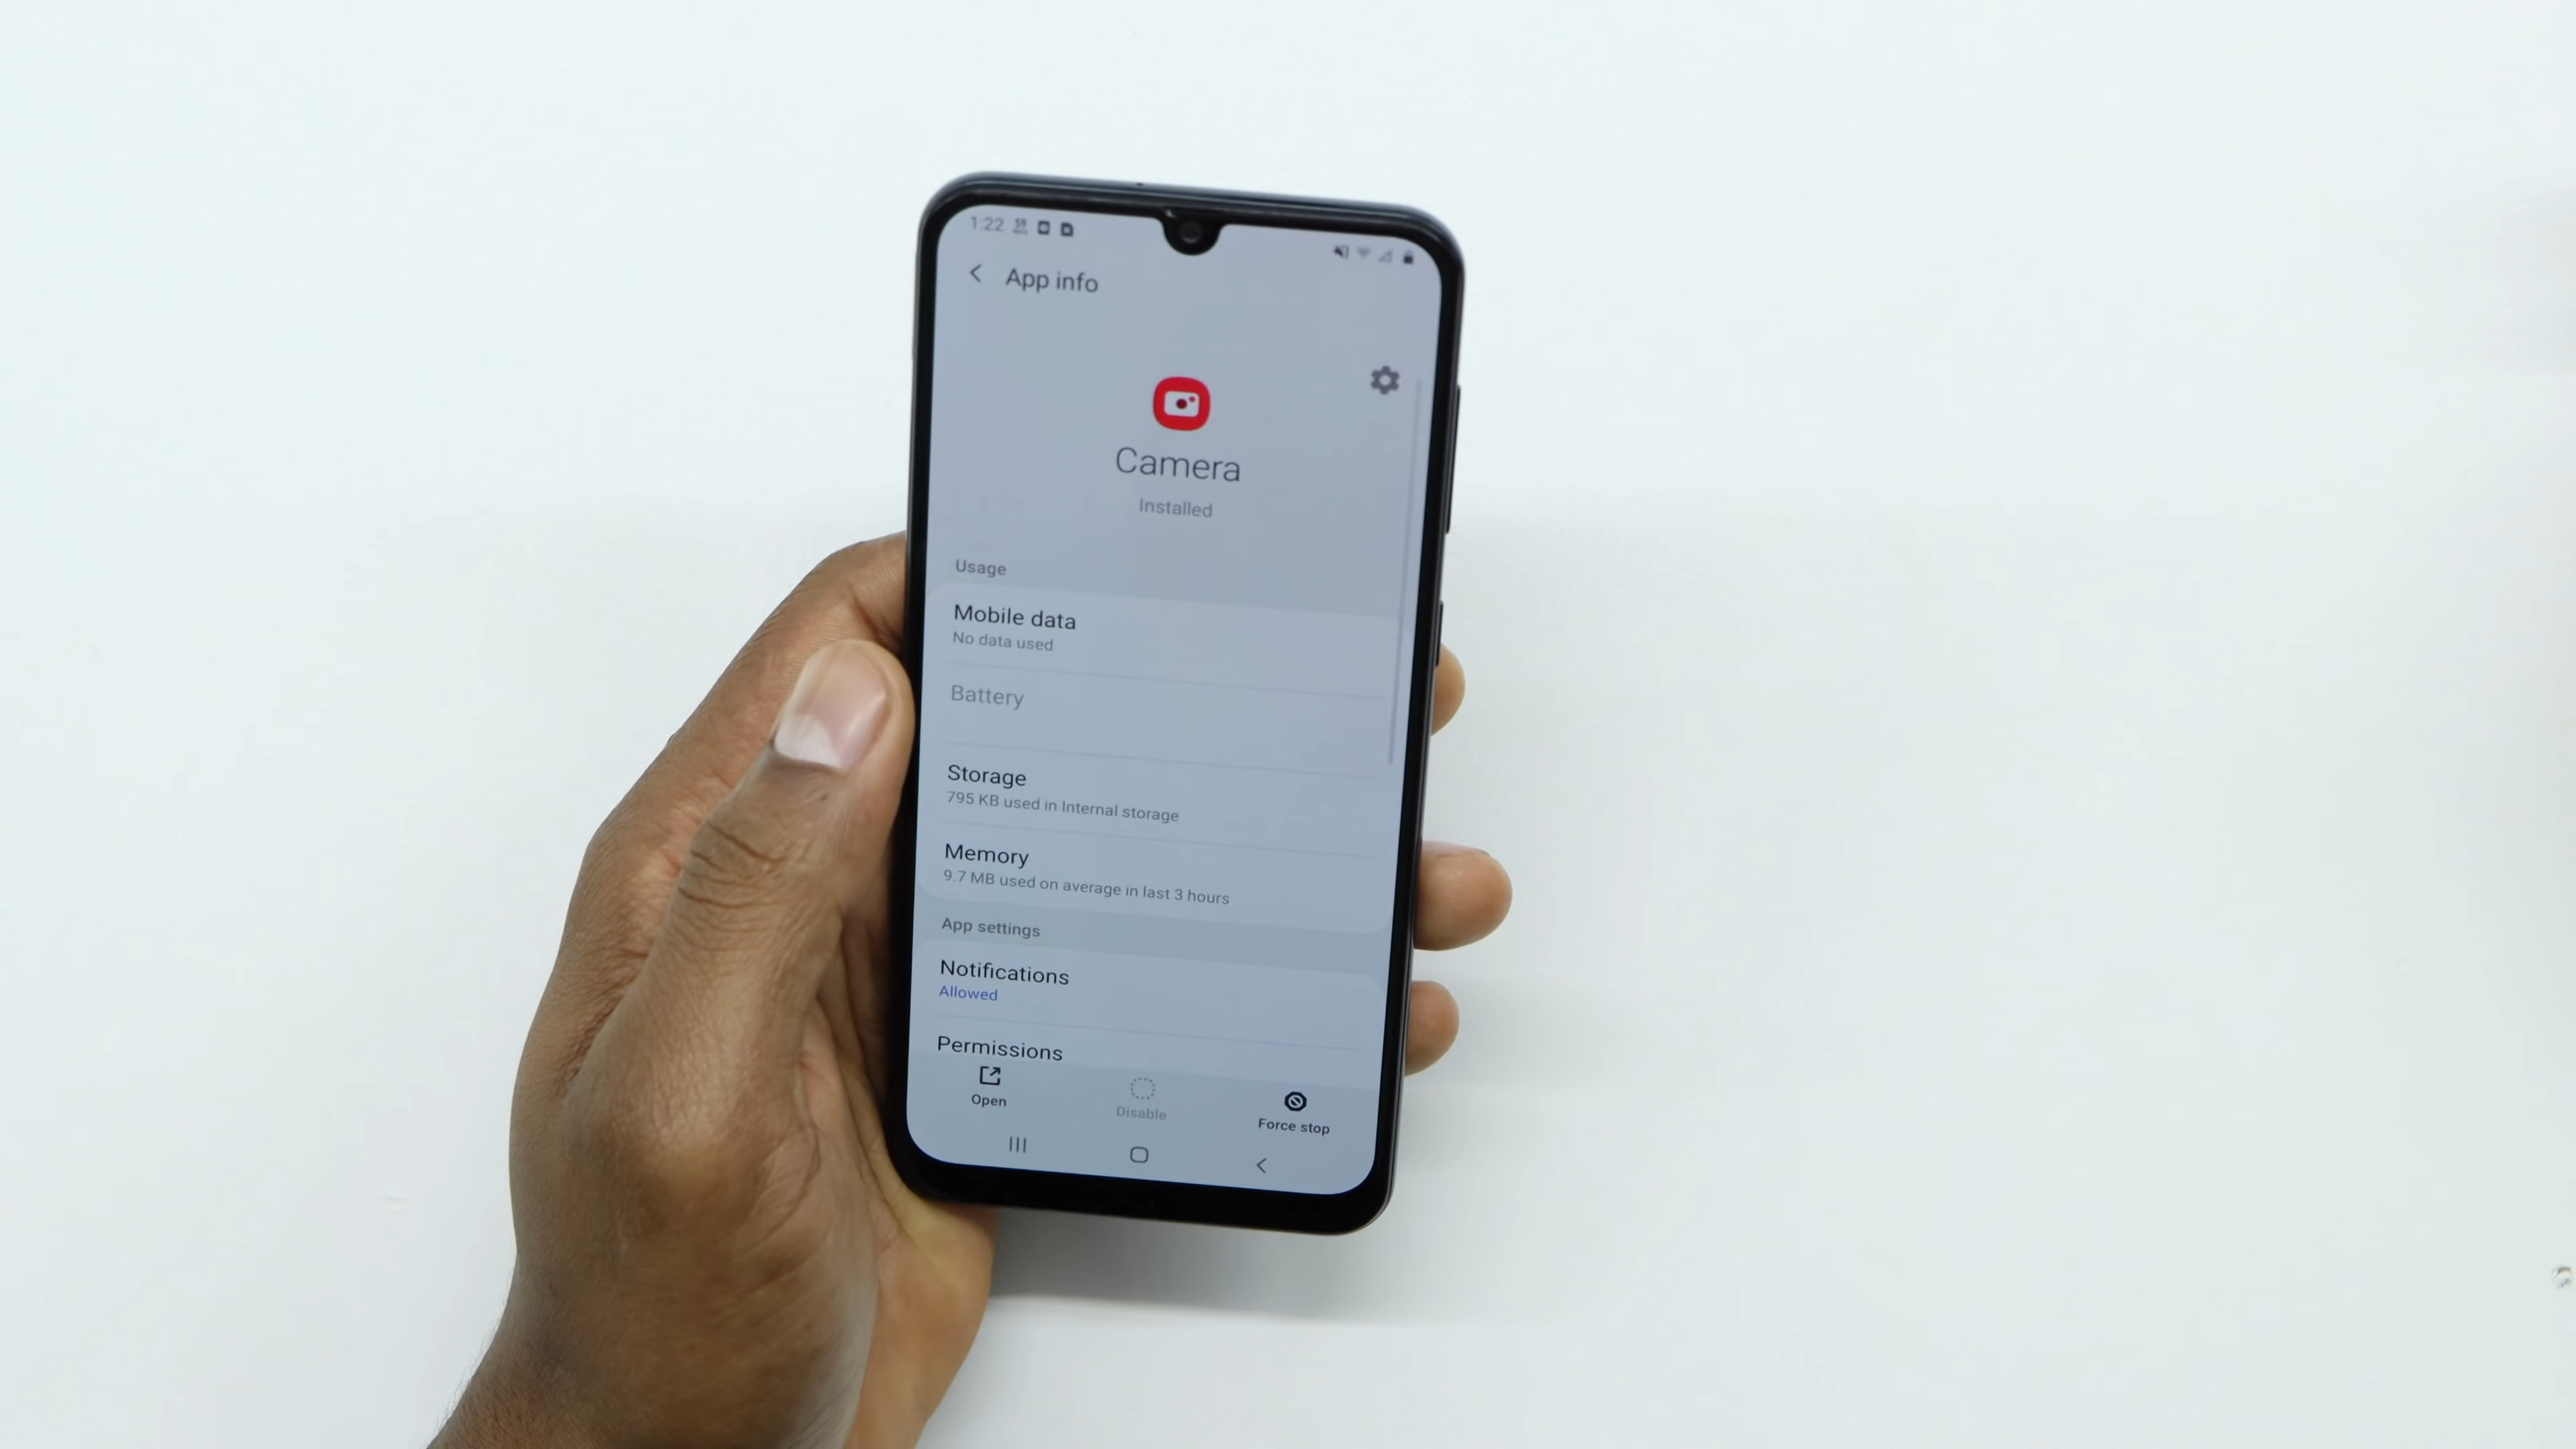 1:22
App info
Camera
Installed
Usage
Mobile data
No data used
Battery
Storage
795 KB used in Internal storage
Memory
9.7 MB used on average in last 3 hours
App settings
Notifications
Allowed
Permissions
Open
Disable
Force stop